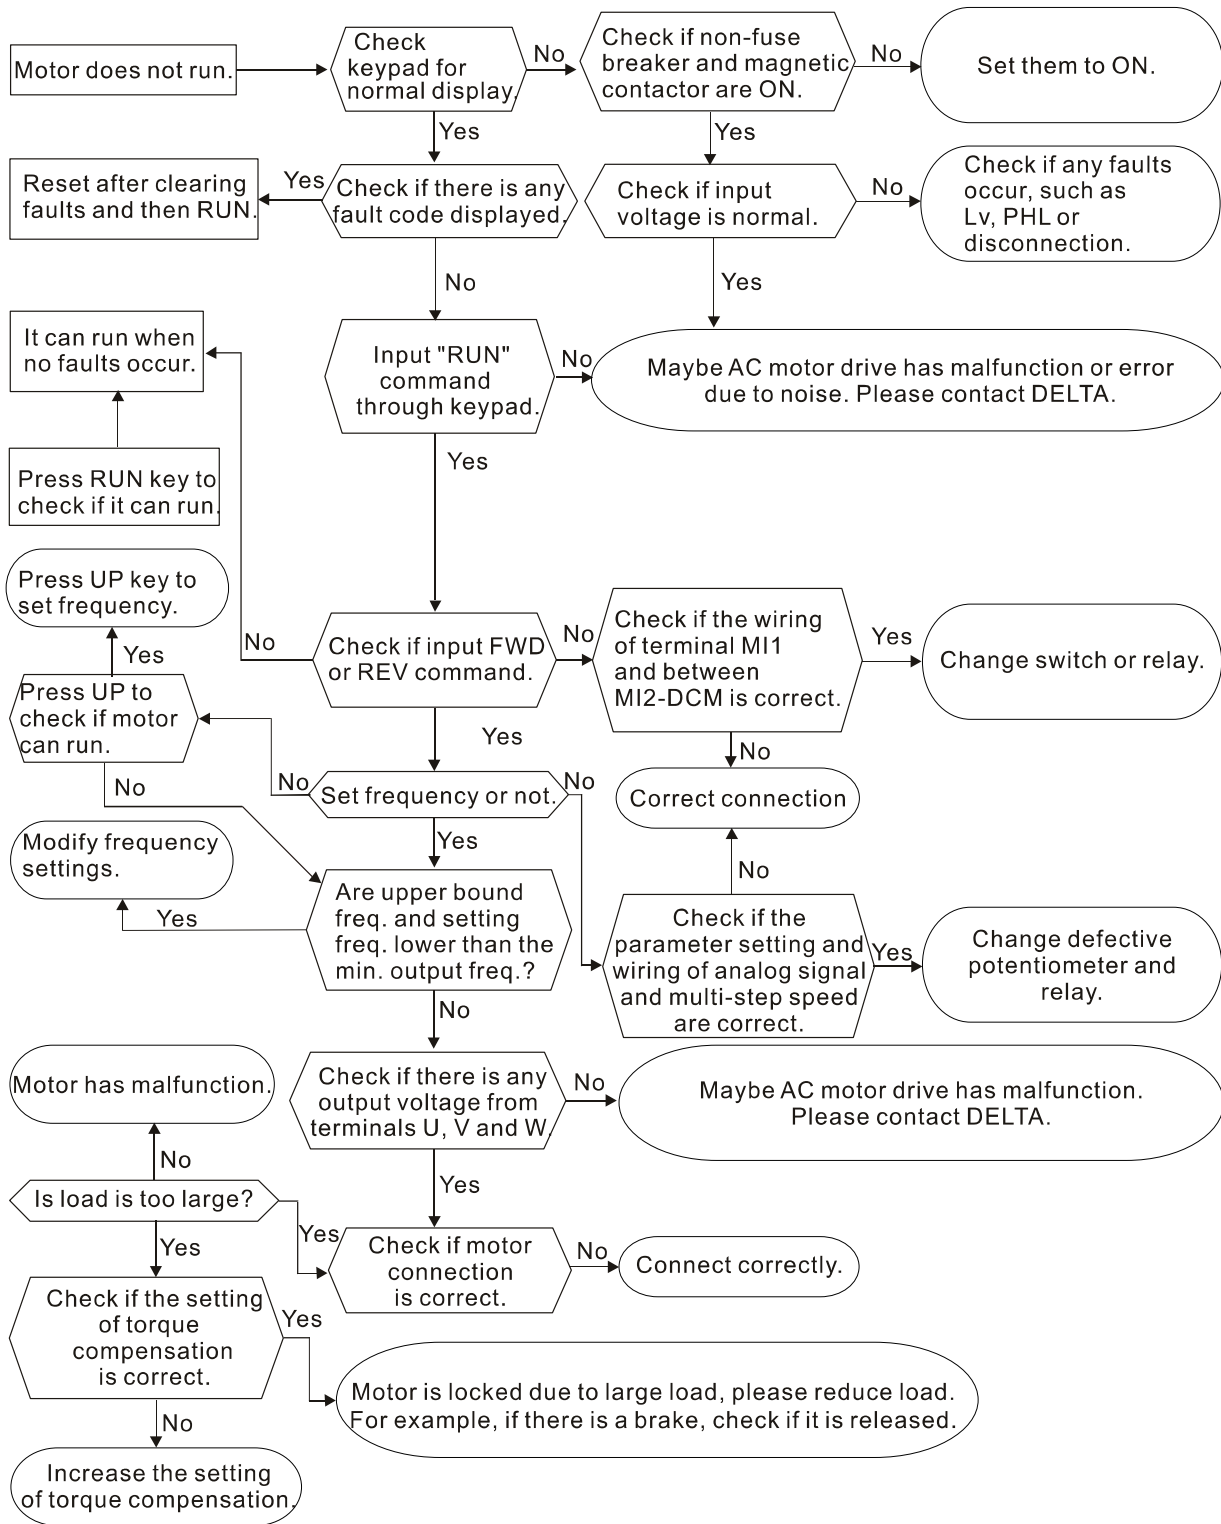 Motor does not run.
Check
keypad for
normal display.
No
Check if non-fuse
breaker and magnetic
contactor are ON.
No
Set them to ON.
Yes
Yes
Reset after clearing
faults and then RUN.
Yes
Check if there is any
fault code displayed.
Check if input
voltage is normal.
No
Check if any faults
occur, such as
Lv, PHL or
disconnection.
No
Yes
It can run when
no faults occur.
Input "RUN"
command
through keypad.
No
Maybe AC motor drive has malfunction or error
due to noise. Please contact DELTA.
Press RUN key to
check if it can run.
Yes
Press UP key to
set frequency.
Yes
No
Check if input FWD
or REV command.
No
Check if the wiring
of terminal MI1
and between
MI2-DCM is correct.
Yes
Change switch or relay.
Press UP to
check if motor
can run.
Yes
No
No
No
Set frequency or not.
No
Correct connection
Modify frequency
settings.
Yes
No
Yes
Are upper bound
freq. and setting
freq. lower than the
min. output freq.?
Check if the
parameter setting and
wiring of analog signal
and multi-step speed
are correct.
Yes
Change defective
potentiometer and
relay.
No
Motor has malfunction.
Check if there is any
output voltage from
terminals U, V and W.
No
Maybe AC motor drive has malfunction.
Please contact DELTA.
No
Is load is too large?
Yes
Yes
Yes
Check if motor
connection
is correct.
No
Connect correctly.
Check if the setting
of torque
compensation
is correct.
Yes
Motor is locked due to large load, please reduce load.
For example, if there is a brake, check if it is released.
No
Increase the setting
of torque compensation.